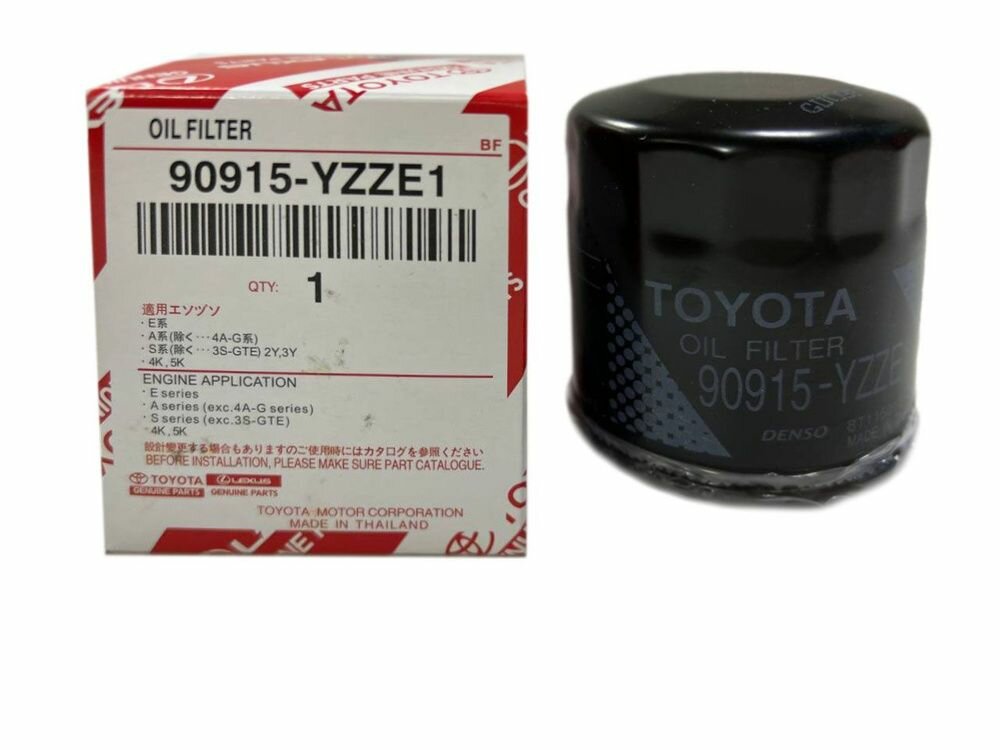 TOYOTA
OIL FILTER
BF
90915-YZZE1
QTY: 1
適用エソヅソ
・E系
・A系(除く･･･4A-G系)
・S系(除く･･･3S-GTE) 2Y,3Y
・4K,5K
ENGINE APPLICATION
・E series
・A series (exc.4A-G series)
・S series (exc.3S-GTE)
4K,5K
設計変更する場合もありますのご使用時にはカタログを参照ください
BEFORE INSTALLATION, PLEASE MAKE SURE PART CATALOGUE.
TOYOTA LEXUS
GENUINE PARTS GENUINE PARTS
TOYOTA MOTOR CORPORATION
MADE IN THAILAND
TOYOTA
OIL FILTER
90915-YZZE
DENSO
MADE